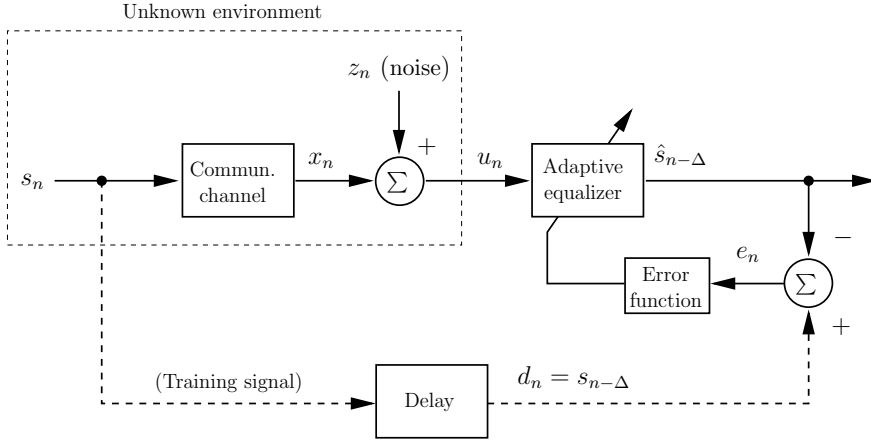 Unknown environment
z_n (noise)
s_n
Commun.
channel
x_n
Σ
+
u_n
Adaptive
equalizer
ŝ_{n−Δ}
−
e_n
Error
function
Σ
+
(Training signal)
Delay
d_n = s_{n−Δ}